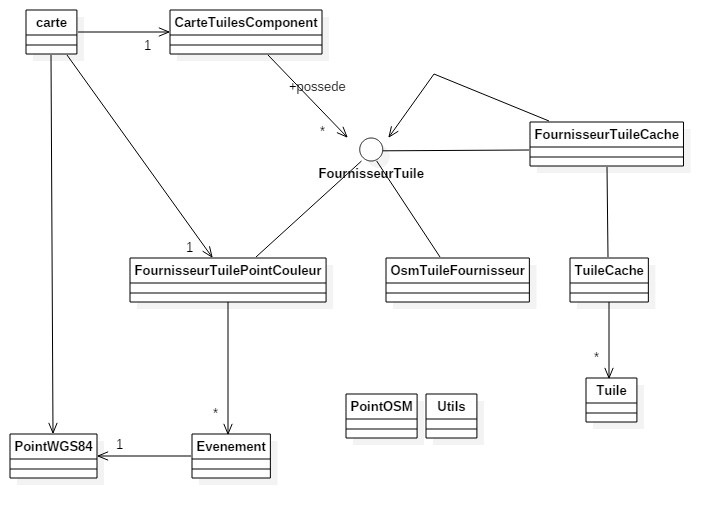 carte
CarteTuilesComponent
1
+possede
*
FournisseurTuileCache
FournisseurTuile
1
FournisseurTuilePointCouleur
OsmTuileFournisseur
TuileCache
*
Tuile
*
PointOSM
Utils
PointWGS84
1
Evenement